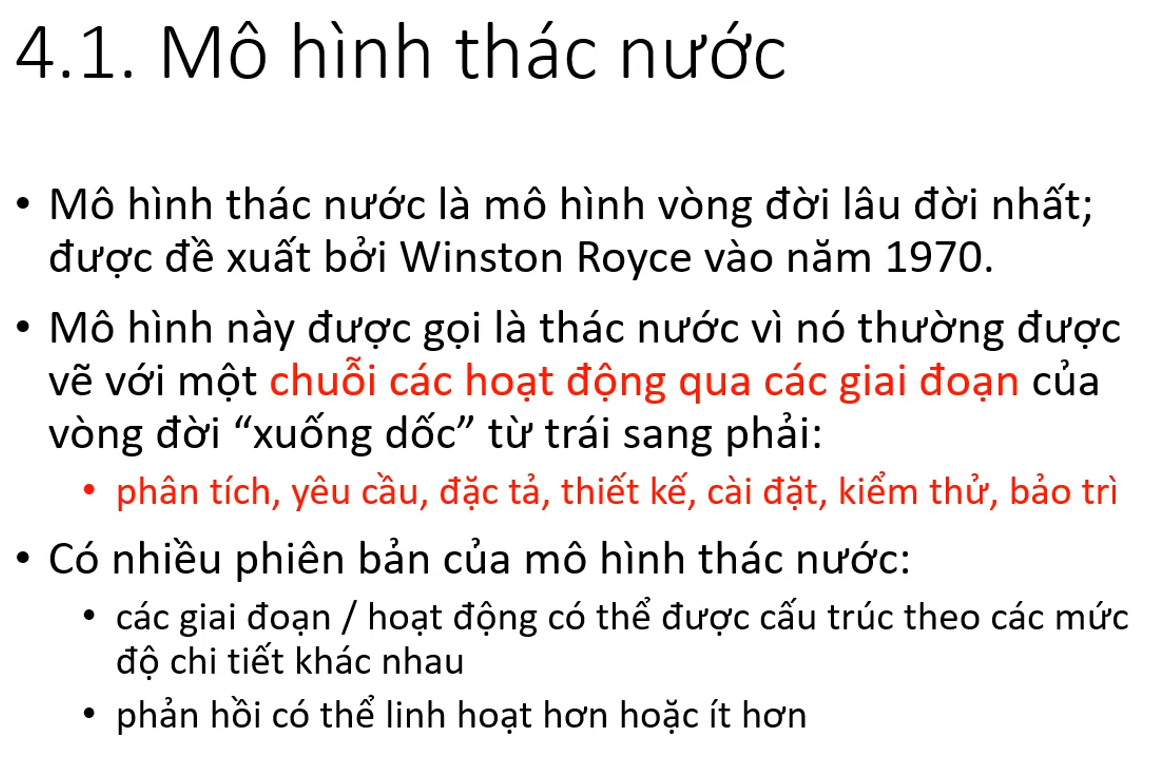 4.1. Mô hình thác nước
• Mô hình thác nước là mô hình vòng đời lâu đời nhất;
được đề xuất bởi Winston Royce vào năm 1970.
• Mô hình này được gọi là thác nước vì nó thường được
vẽ với một chuỗi các hoạt động qua các giai đoạn của
vòng đời “xuống dốc” từ trái sang phải:
• phân tích, yêu cầu, đặc tả, thiết kế, cài đặt, kiểm thử, bảo trì
• Có nhiều phiên bản của mô hình thác nước:
• các giai đoạn / hoạt động có thể được cấu trúc theo các mức
độ chi tiết khác nhau
• phản hồi có thể linh hoạt hơn hoặc ít hơn